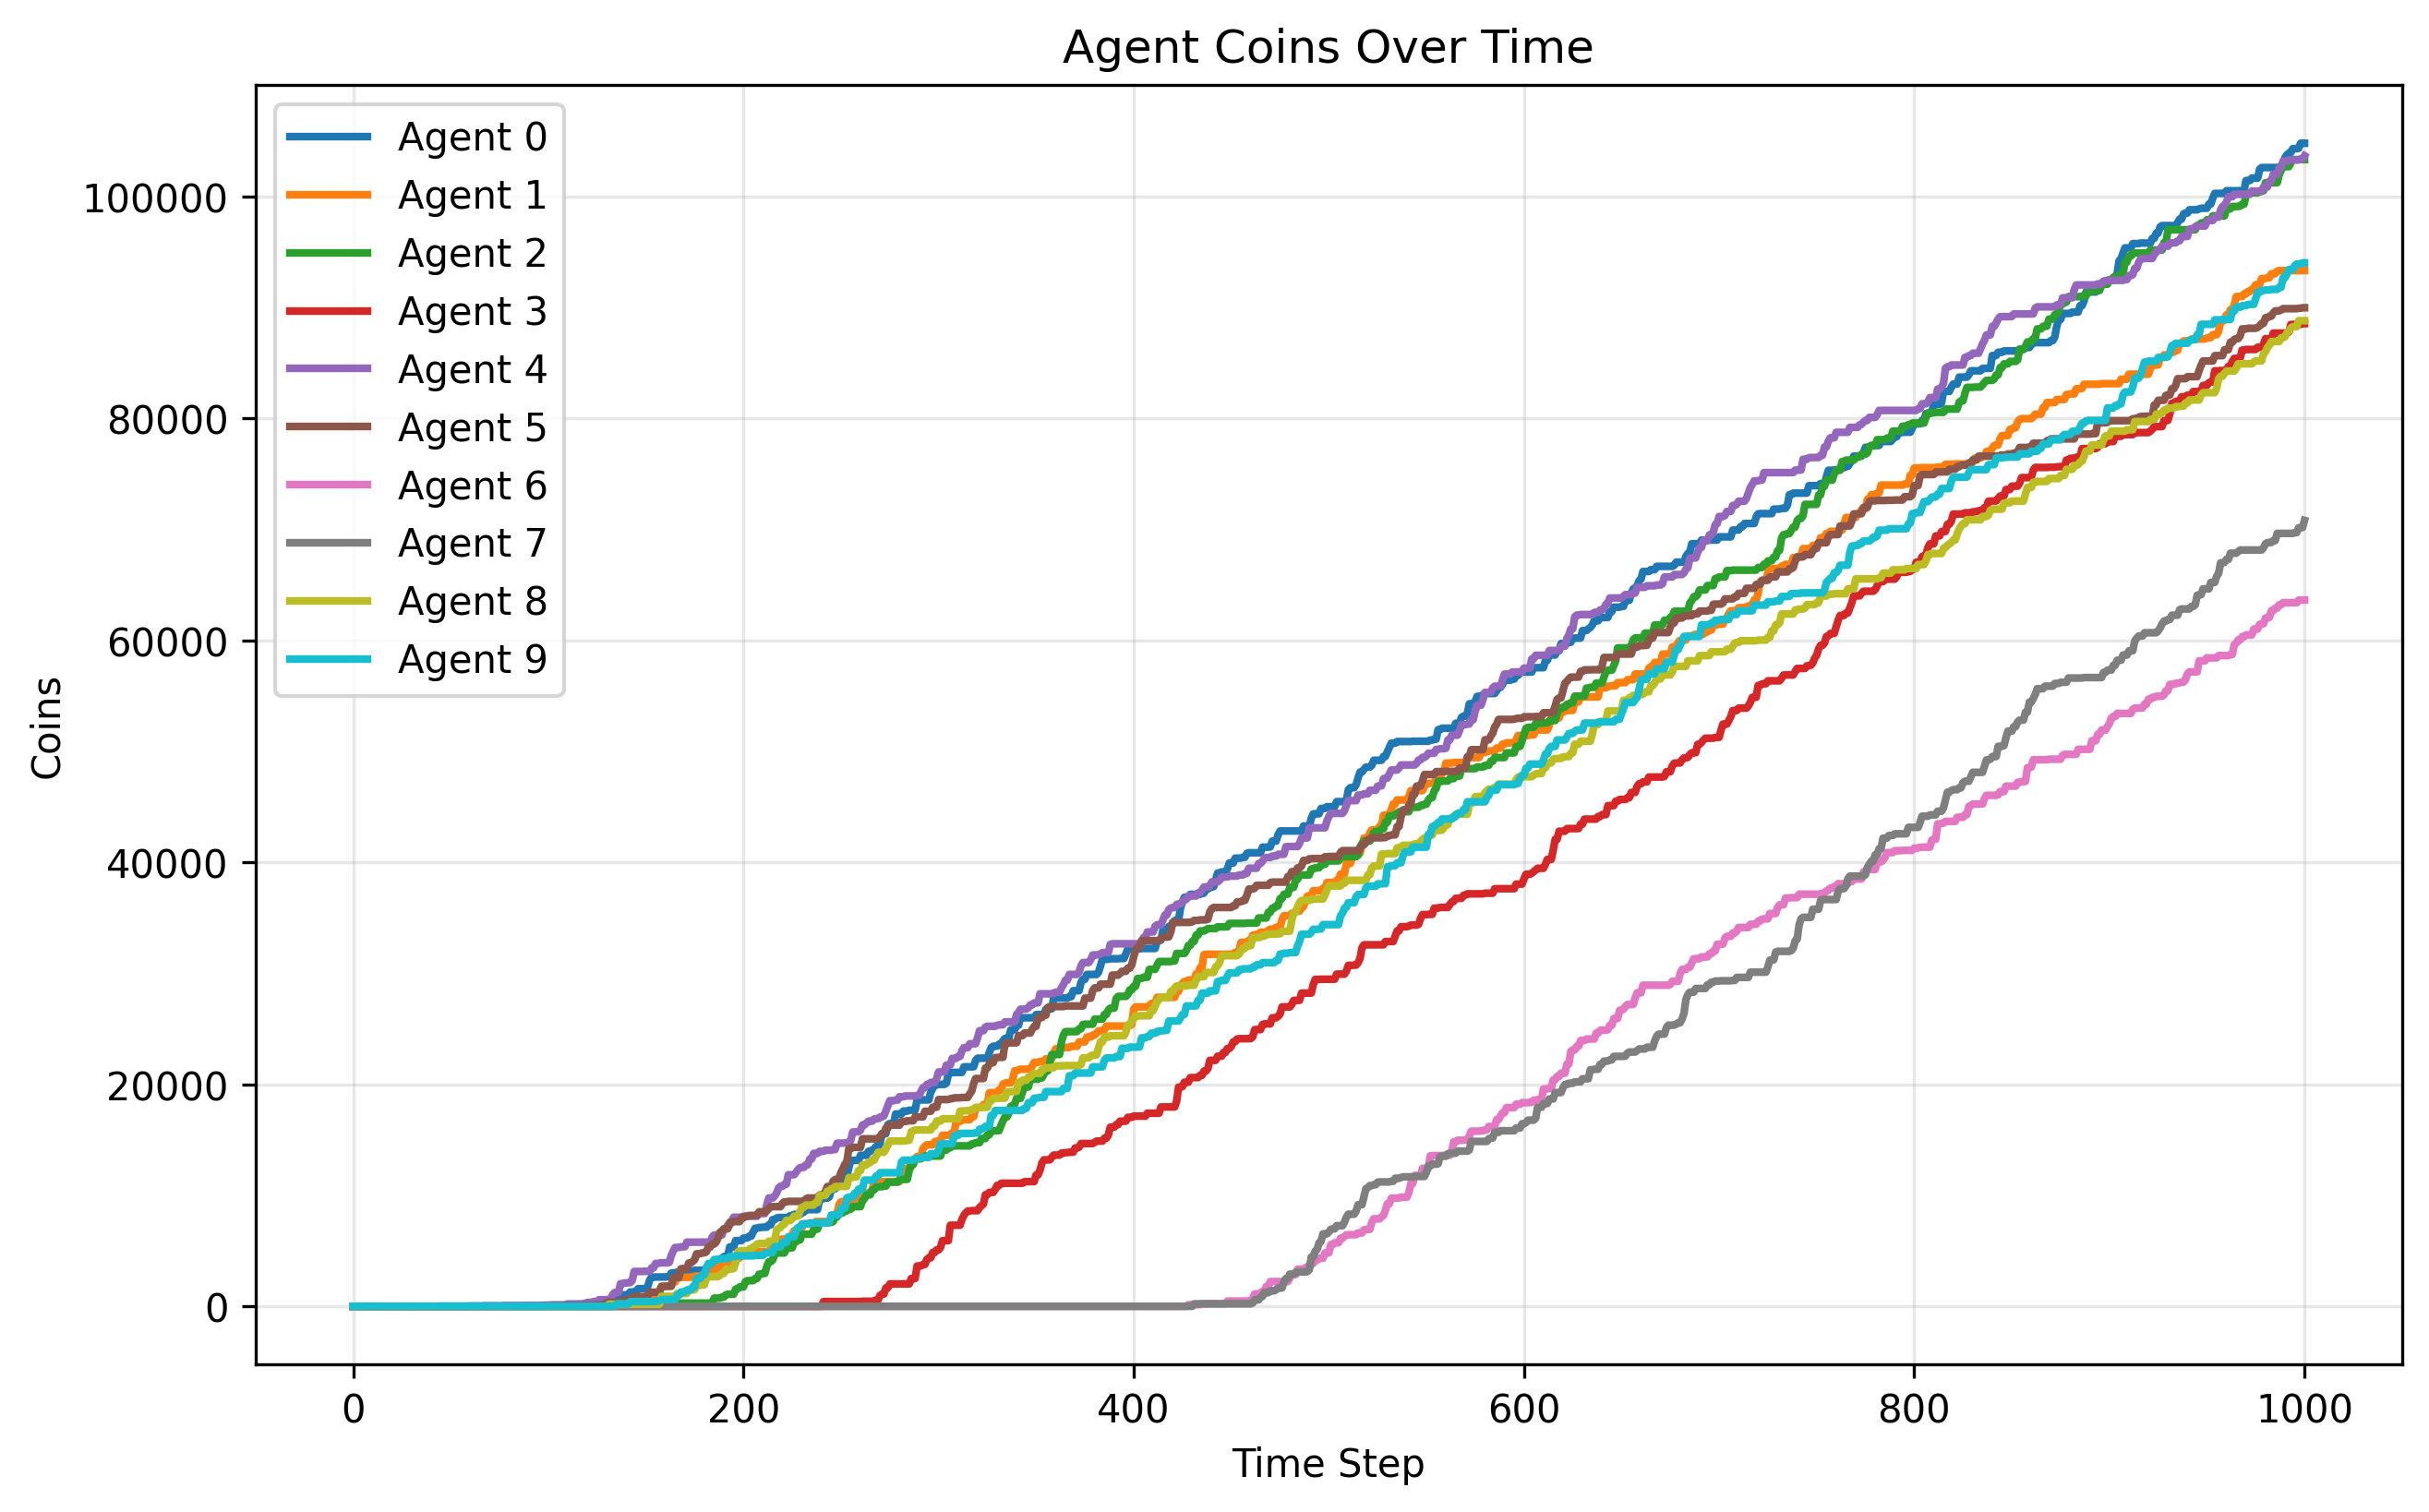 Agent Coins Over Time
Agent 0
Agent 1
Agent 2
Agent 3
Agent 4
Agent 5
Agent 6
Agent 7
Agent 8
Agent 9
100000
80000
60000
40000
20000
0
Coins
0 200 400 600 800 1000
Time Step